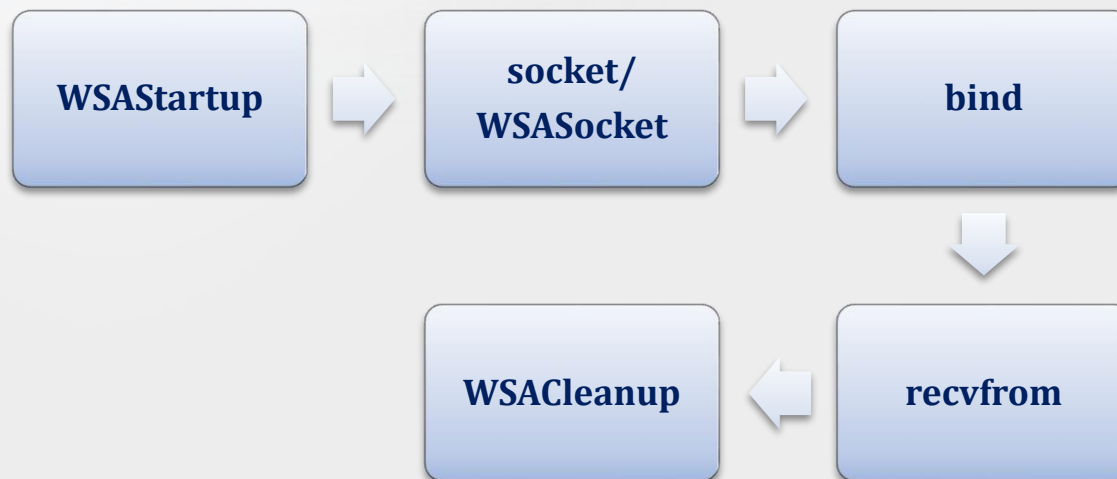 WSAStartup
socket/
WSASocket
bind
recvfrom
WSACleanup